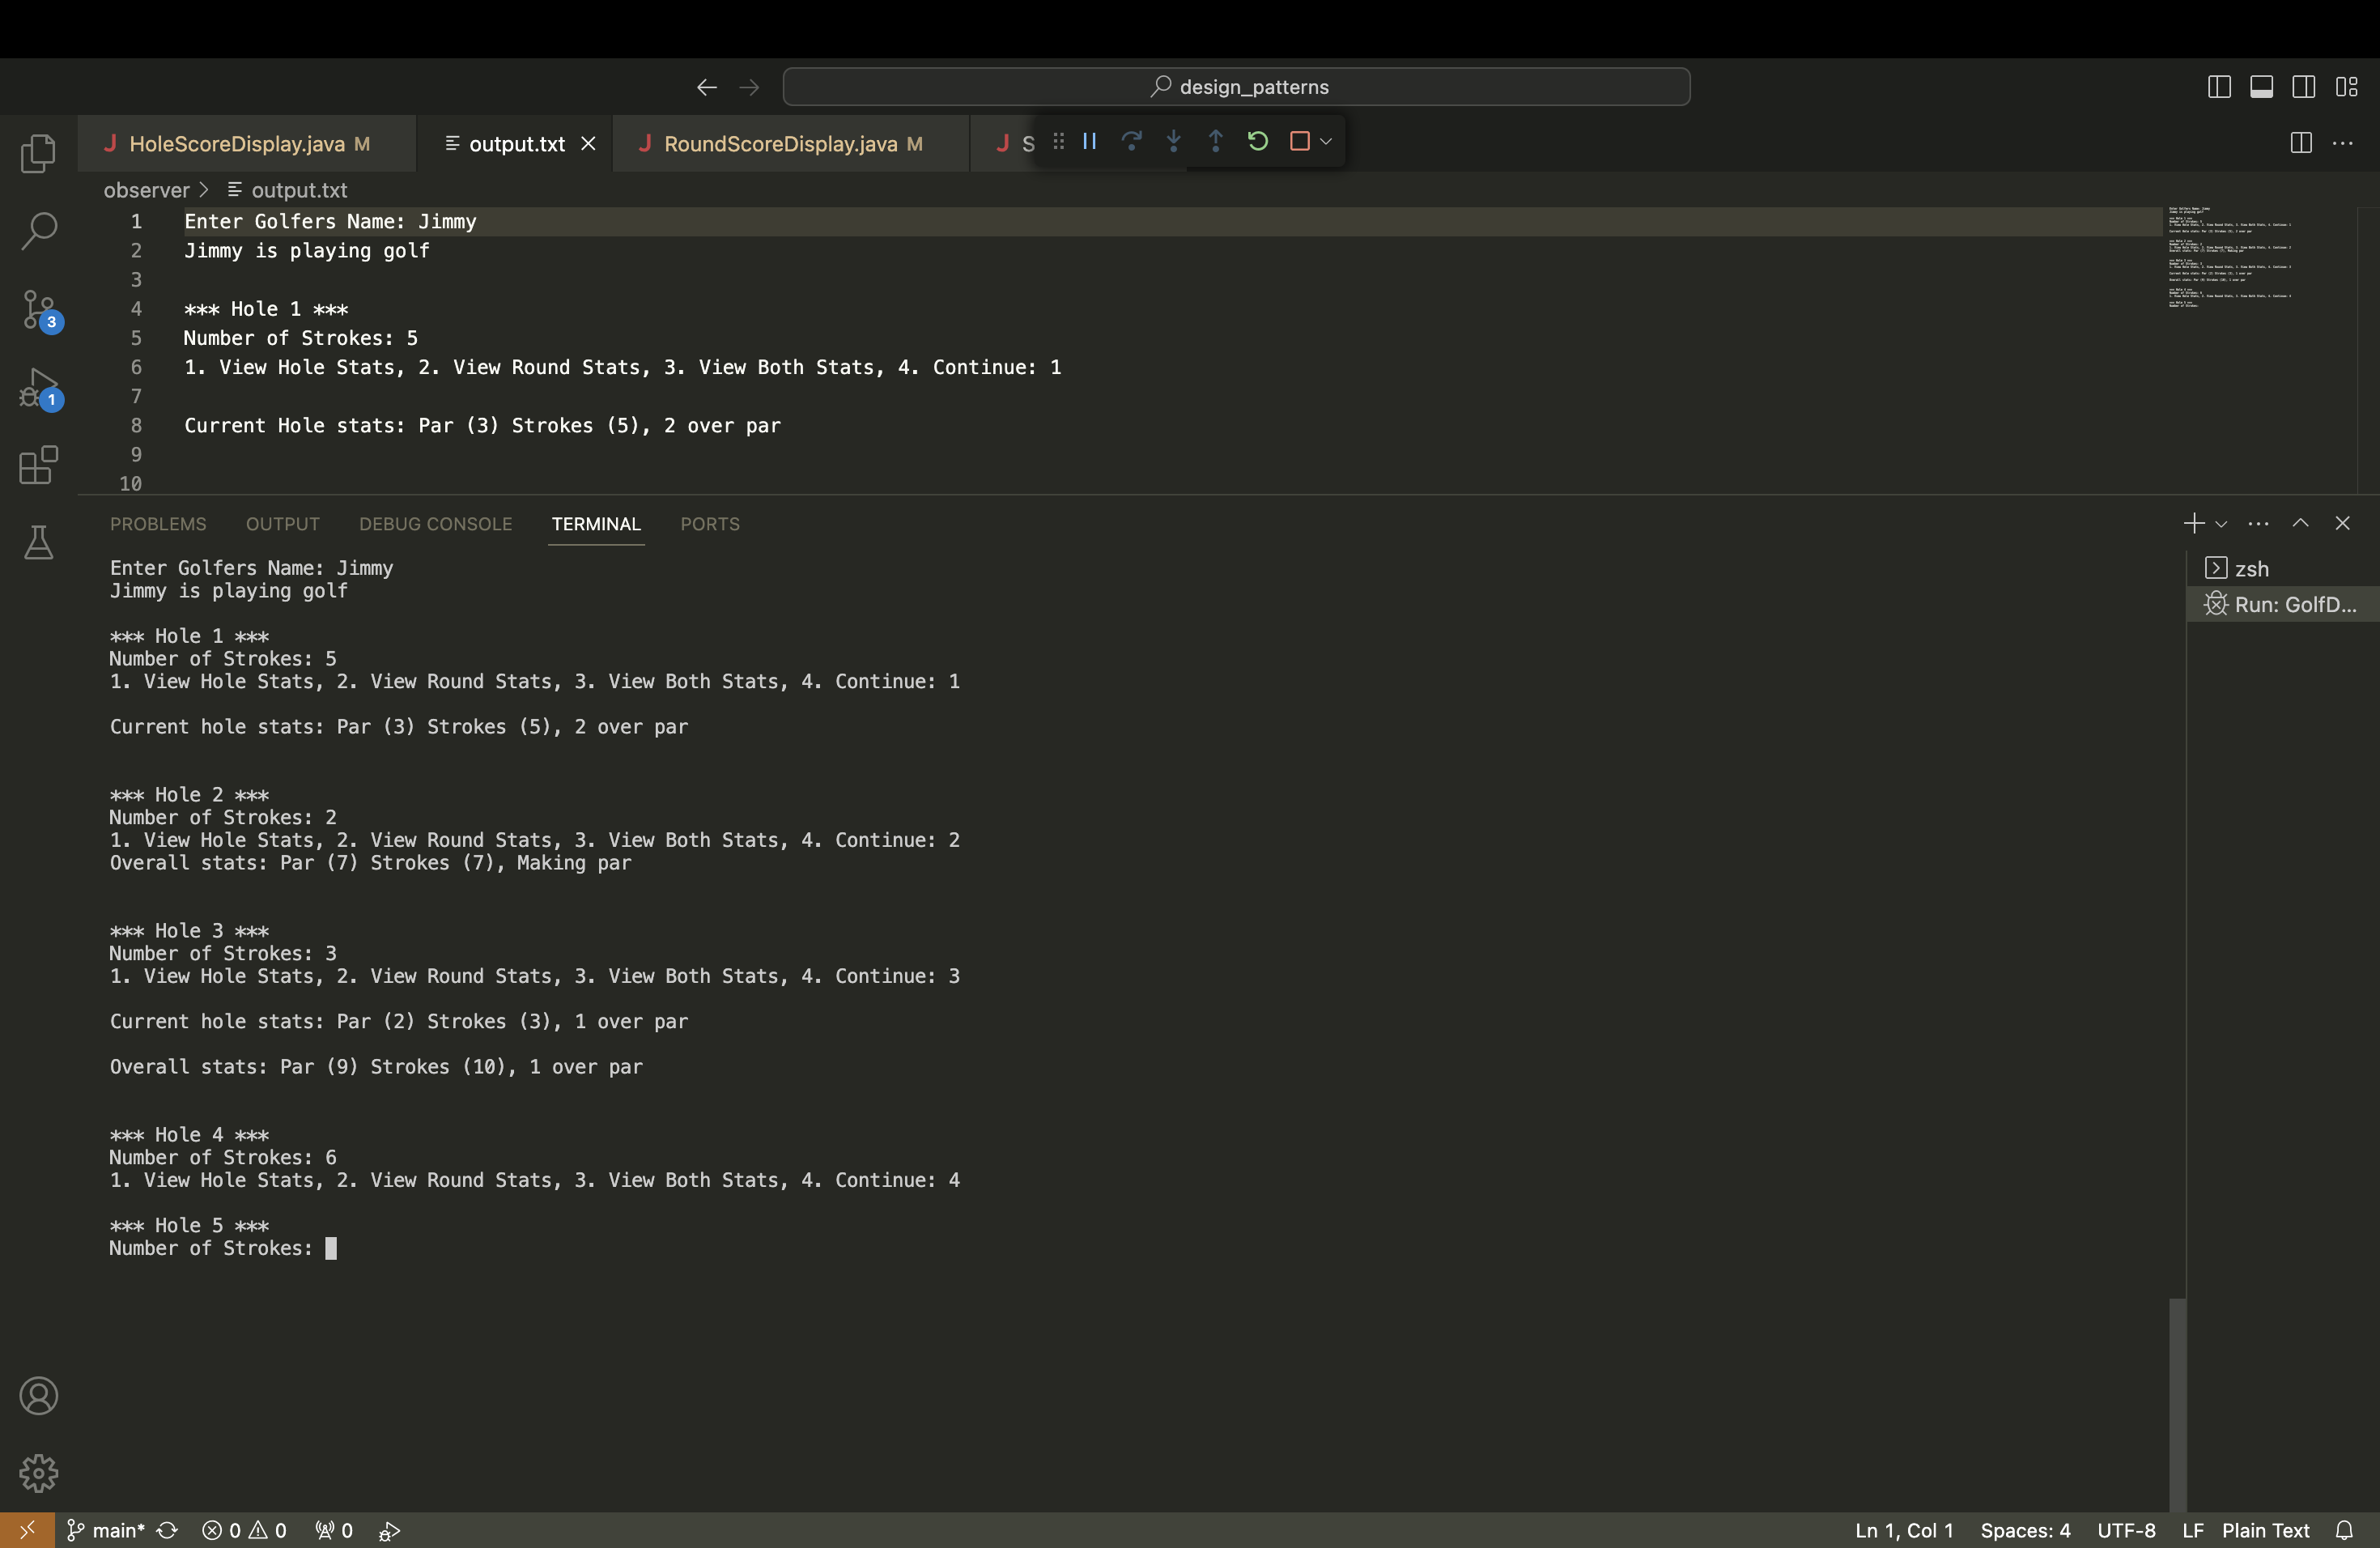 design_patterns
HoleScoreDisplay.java M
output.txt
RoundScoreDisplay.java M
S
observer > output.txt
1 Enter Golfers Name: Jimmy
2 Jimmy is playing golf
3
4 *** Hole 1 ***
5 Number of Strokes: 5
6 1. View Hole Stats, 2. View Round Stats, 3. View Both Stats, 4. Continue: 1
7
8 Current Hole stats: Par (3) Strokes (5), 2 over par
9
10
3
1
PROBLEMS OUTPUT DEBUG CONSOLE TERMINAL PORTS
Enter Golfers Name: Jimmy
Jimmy is playing golf
*** Hole 1 ***
Number of Strokes: 5
1. View Hole Stats, 2. View Round Stats, 3. View Both Stats, 4. Continue: 1
Current hole stats: Par (3) Strokes (5), 2 over par
*** Hole 2 ***
Number of Strokes: 2
1. View Hole Stats, 2. View Round Stats, 3. View Both Stats, 4. Continue: 2
Overall stats: Par (7) Strokes (7), Making par
*** Hole 3 ***
Number of Strokes: 3
1. View Hole Stats, 2. View Round Stats, 3. View Both Stats, 4. Continue: 3
Current hole stats: Par (2) Strokes (3), 1 over par
Overall stats: Par (9) Strokes (10), 1 over par
*** Hole 4 ***
Number of Strokes: 6
1. View Hole Stats, 2. View Round Stats, 3. View Both Stats, 4. Continue: 4
*** Hole 5 ***
Number of Strokes:
zsh
Run: GolfD...
main* 0 0 0
Ln 1, Col 1 Spaces: 4 UTF-8 LF Plain Text